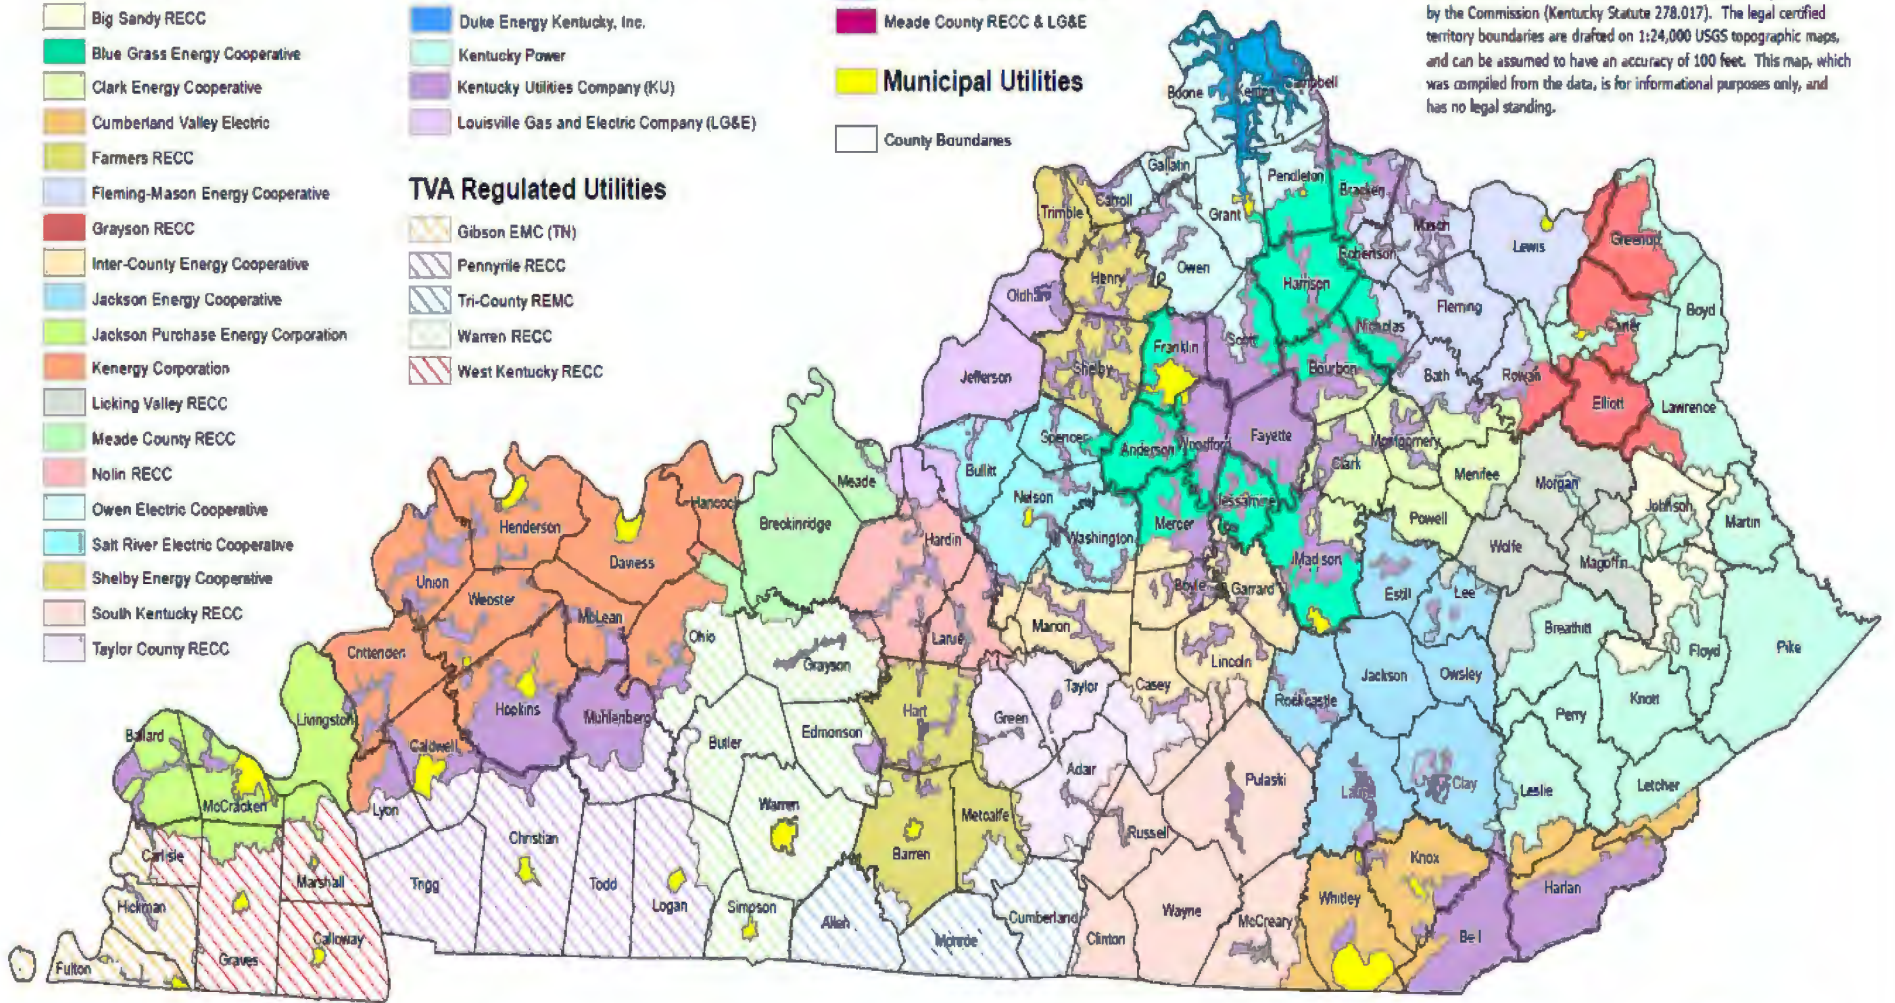 Big Sandy RECC
Blue Grass Energy Cooperative
Clark Energy Cooperative
Cumberland Valley Electric
Farmers RECC
Fleming-Mason Energy Cooperative
Grayson RECC
Inter-County Energy Cooperative
Jackson Energy Cooperative
Jackson Purchase Energy Corporation
Kenergy Corporation
Licking Valley RECC
Meade County RECC
Nolin RECC
Owen Electric Cooperative
Salt River Electric Cooperative
Shelby Energy Cooperative
South Kentucky RECC
Taylor County RECC
Duke Energy Kentucky, Inc.
Kentucky Power
Kentucky Utilities Company (KU)
Louisville Gas and Electric Company (LG&E)
TVA Regulated Utilities
Gibson EMC (TN)
Pennyrile RECC
Tri-County REMC
Warren RECC
West Kentucky RECC
Meade County RECC & LG&E
Municipal Utilities
County Boundaries
by the Commission (Kentucky Statute 278.017). The legal certified
territory boundaries are drafted on 1:24,000 USGS topographic maps,
and can be assumed to have an accuracy of 100 feet. This map, which
was compiled from the data, is for informational purposes only, and
has no legal standing.
Boone
Kenton
Campbell
Gallatin
Pendleton
Bracken
Trimble
Carroll
Grant
Mason
Lewis
Greenup
Robertson
Owen
Henry
Harrison
Oldham
Fleming
Boyd
Nicholas
Carter
Franklin
Scott
Bourbon
Shelby
Jefferson
Bath
Rowan
Elliott
Lawrence
Spencer
Anderson
Woodford
Fayette
Montgomery
Clark
Menifee
Bullitt
Meade
Morgan
Nelson
Jessamine
Johnson
Martin
Hancock
Henderson
Breckinridge
Mercer
Powell
Washington
Hardin
Wolfe
Daviess
Madison
Magoffin
Union
Boyle
Garrard
Estill
Lee
Webster
McLean
Marion
Breathitt
Ohio
Larue
Crittenden
Grayson
Lincoln
Floyd
Pike
Jackson
Owsley
Taylor
Casey
Rockcastle
Knott
Hopkins
Muhlenberg
Hart
Green
Perry
Livingston
Ballard
Butler
Edmonson
Caldwell
Adair
Pulaski
Laurel
Clay
Leslie
Letcher
McCracken
Lyon
Warren
Metcalfe
Christian
Russell
Carlisle
Barren
Knox
Marshall
Trigg
Todd
Harlan
Hickman
Logan
Simpson
Whitley
Allen
Cumberland
Wayne
McCreary
Calloway
Monroe
Clinton
Bell
Graves
Fulton